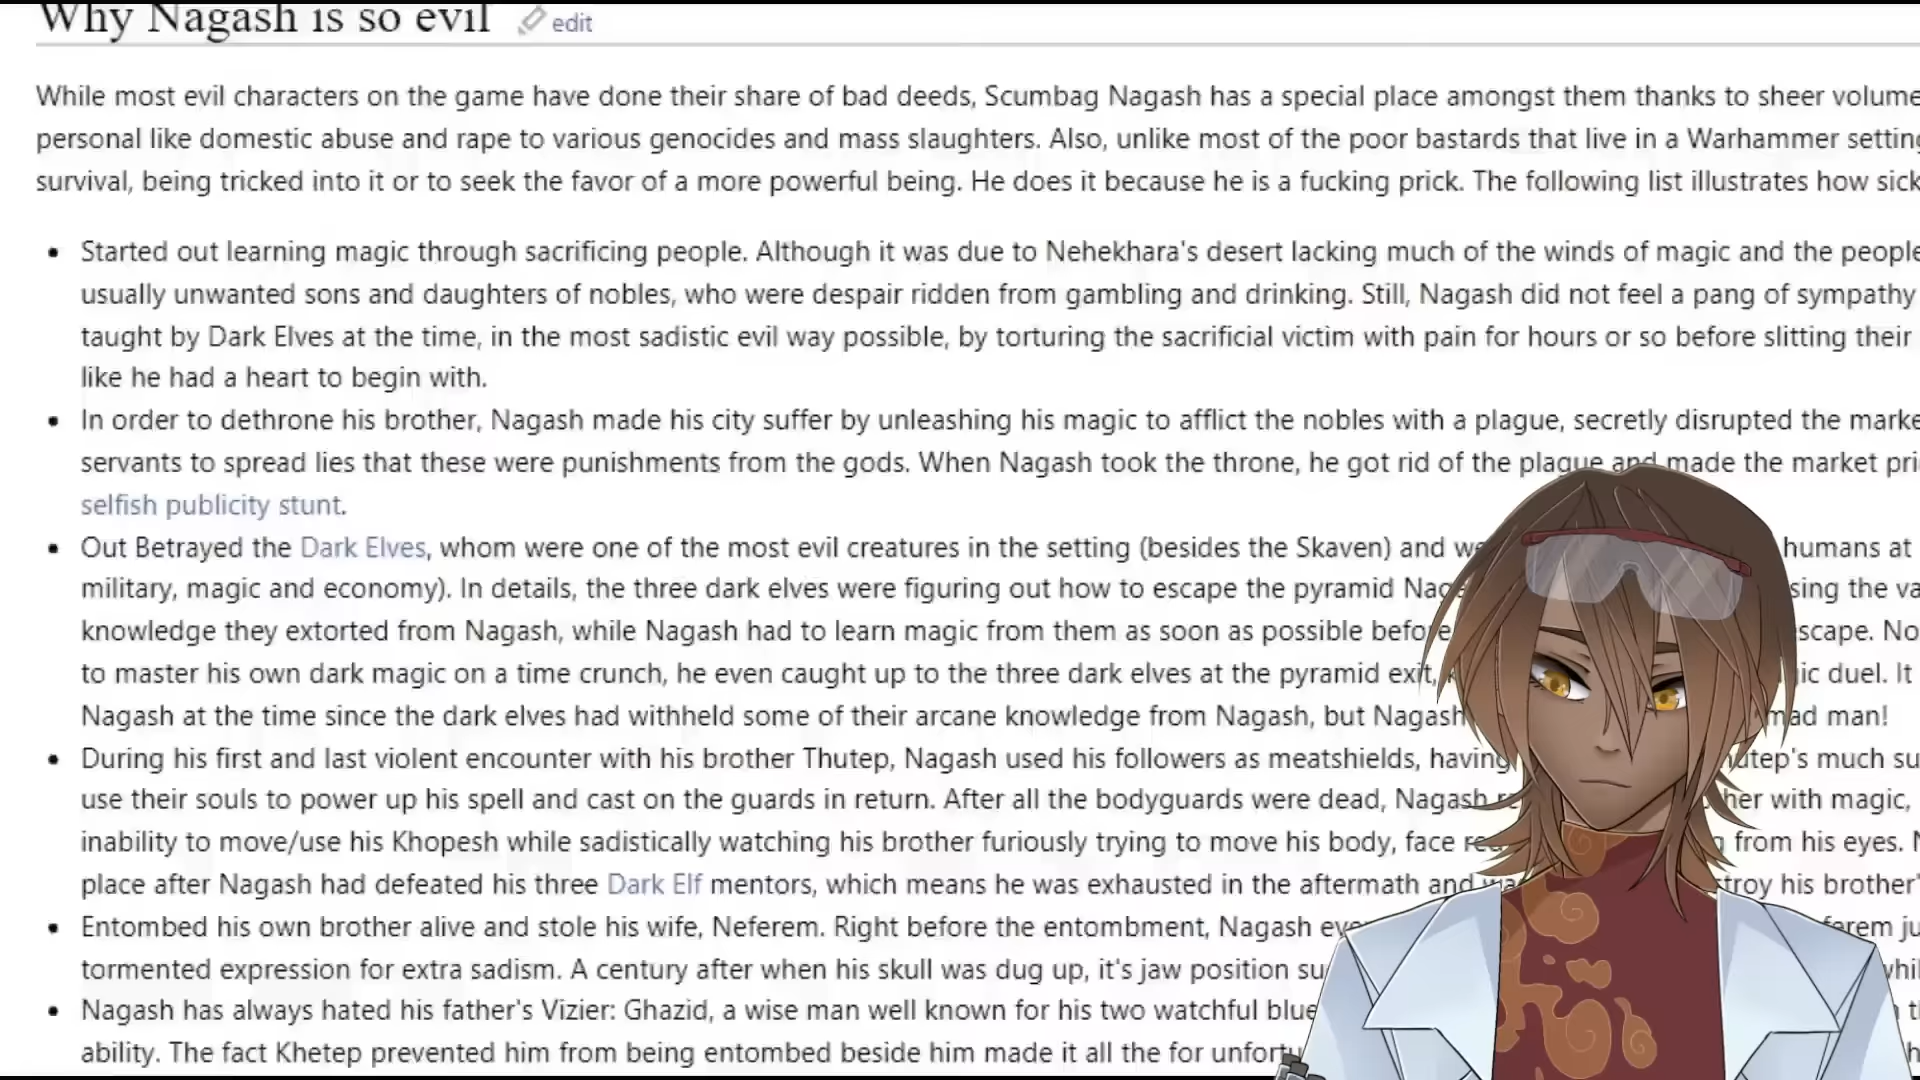 Why Nagash is so evil edit
While most evil characters on the game have done their share of bad deeds, Scumbag Nagash has a special place amongst them thanks to sheer volume
personal like domestic abuse and rape to various genocides and mass slaughters. Also, unlike most of the poor bastards that live in a Warhammer setting
survival, being tricked into it or to seek the favor of a more powerful being. He does it because he is a fucking prick. The following list illustrates how sick
• Started out learning magic through sacrificing people. Although it was due to Nehekhara's desert lacking much of the winds of magic and the people
usually unwanted sons and daughters of nobles, who were despair ridden from gambling and drinking. Still, Nagash did not feel a pang of sympathy
taught by Dark Elves at the time, in the most sadistic evil way possible, by torturing the sacrificial victim with pain for hours or so before slitting their
like he had a heart to begin with.
• In order to dethrone his brother, Nagash made his city suffer by unleashing his magic to afflict the nobles with a plague, secretly disrupted the marke
servants to spread lies that these were punishments from the gods. When Nagash took the throne, he got rid of the plague and made the market pri
selfish publicity stunt.
• Out Betrayed the Dark Elves, whom were one of the most evil creatures in the setting (besides the Skaven) and we humans at
military, magic and economy). In details, the three dark elves were figuring out how to escape the pyramid Nag sing the va
knowledge they extorted from Nagash, while Nagash had to learn magic from them as soon as possible before scape. No
to master his own dark magic on a time crunch, he even caught up to the three dark elves at the pyramid exit, ic duel. It
Nagash at the time since the dark elves had withheld some of their arcane knowledge from Nagash, but Nagash mad man!
• During his first and last violent encounter with his brother Thutep, Nagash used his followers as meatshields, having utep's much su
use their souls to power up his spell and cast on the guards in return. After all the bodyguards were dead, Nagash her with magic,
inability to move/use his Khopesh while sadistically watching his brother furiously trying to move his body, face from his eyes.
place after Nagash had defeated his three Dark Elf mentors, which means he was exhausted in the aftermath and troy his brother'
• Entombed his own brother alive and stole his wife, Neferem. Right before the entombment, Nagash eve ferem ju
tormented expression for extra sadism. A century after when his skull was dug up, it's jaw position su whil
• Nagash has always hated his father's Vizier: Ghazid, a wise man well known for his two watchful blue
ability. The fact Khetep prevented him from being entombed beside him made it all the for unfortu